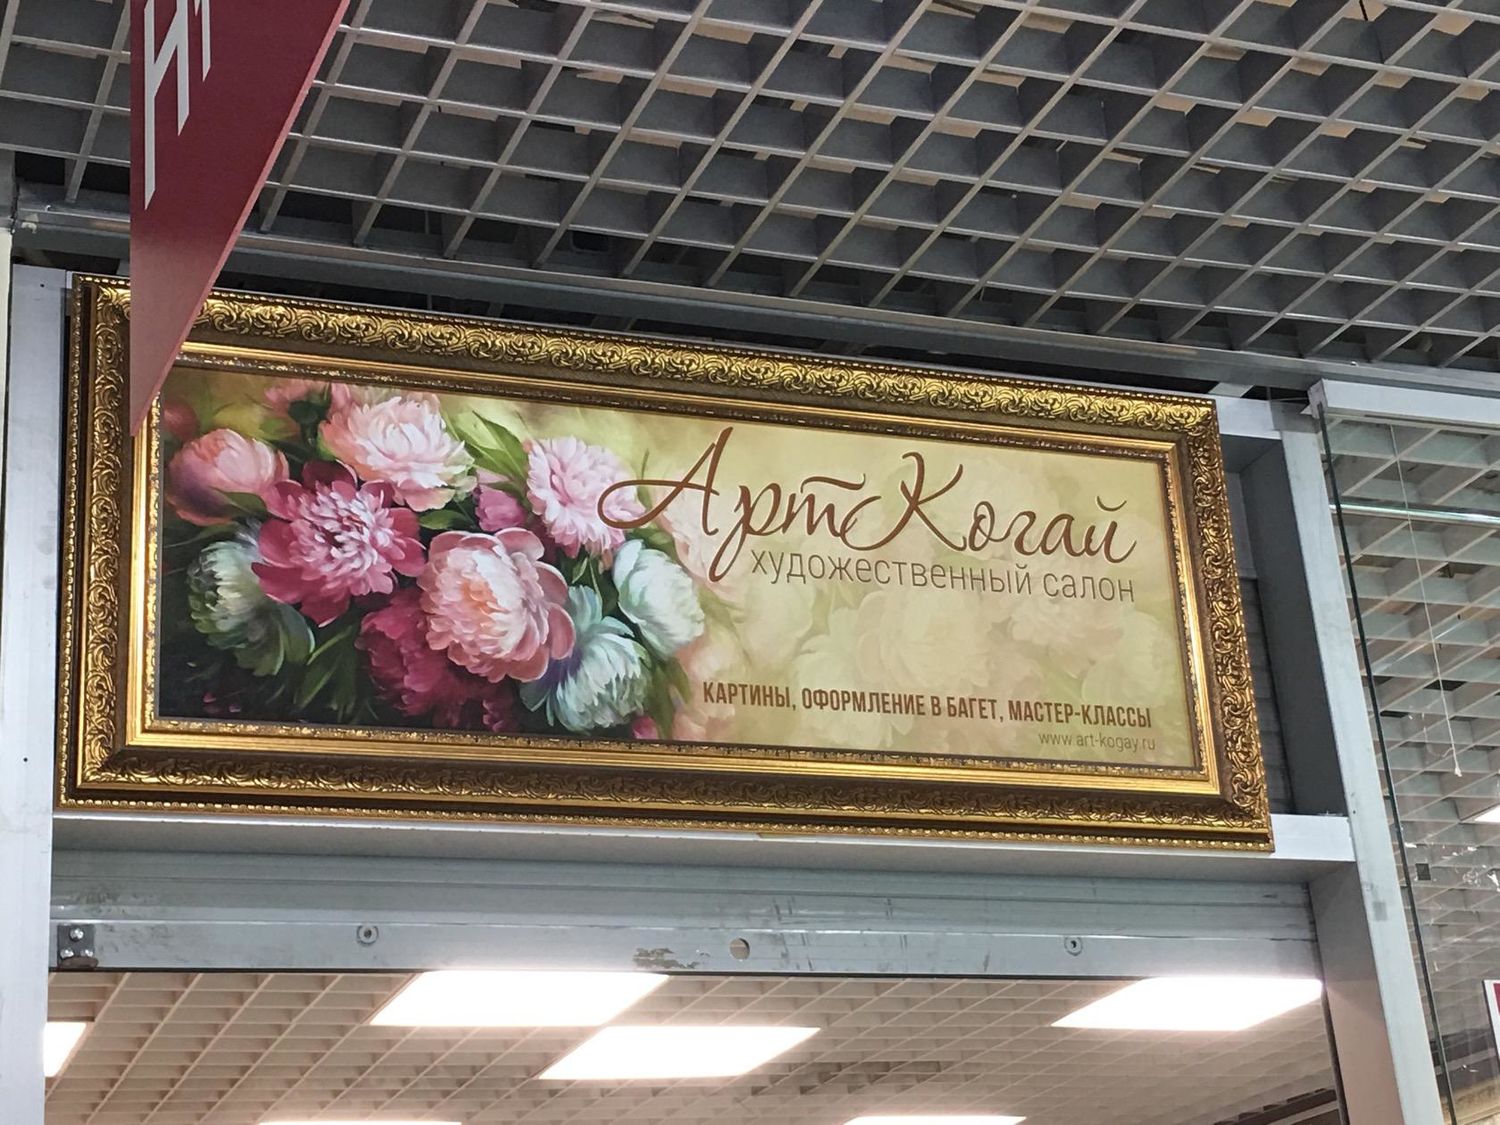 АртКогай
художественный салон
КАРТИНЫ, ОФОРМЛЕНИЕ В БАГЕТ, МАСТЕР-КЛАССЫ
www.art-kogay.ru